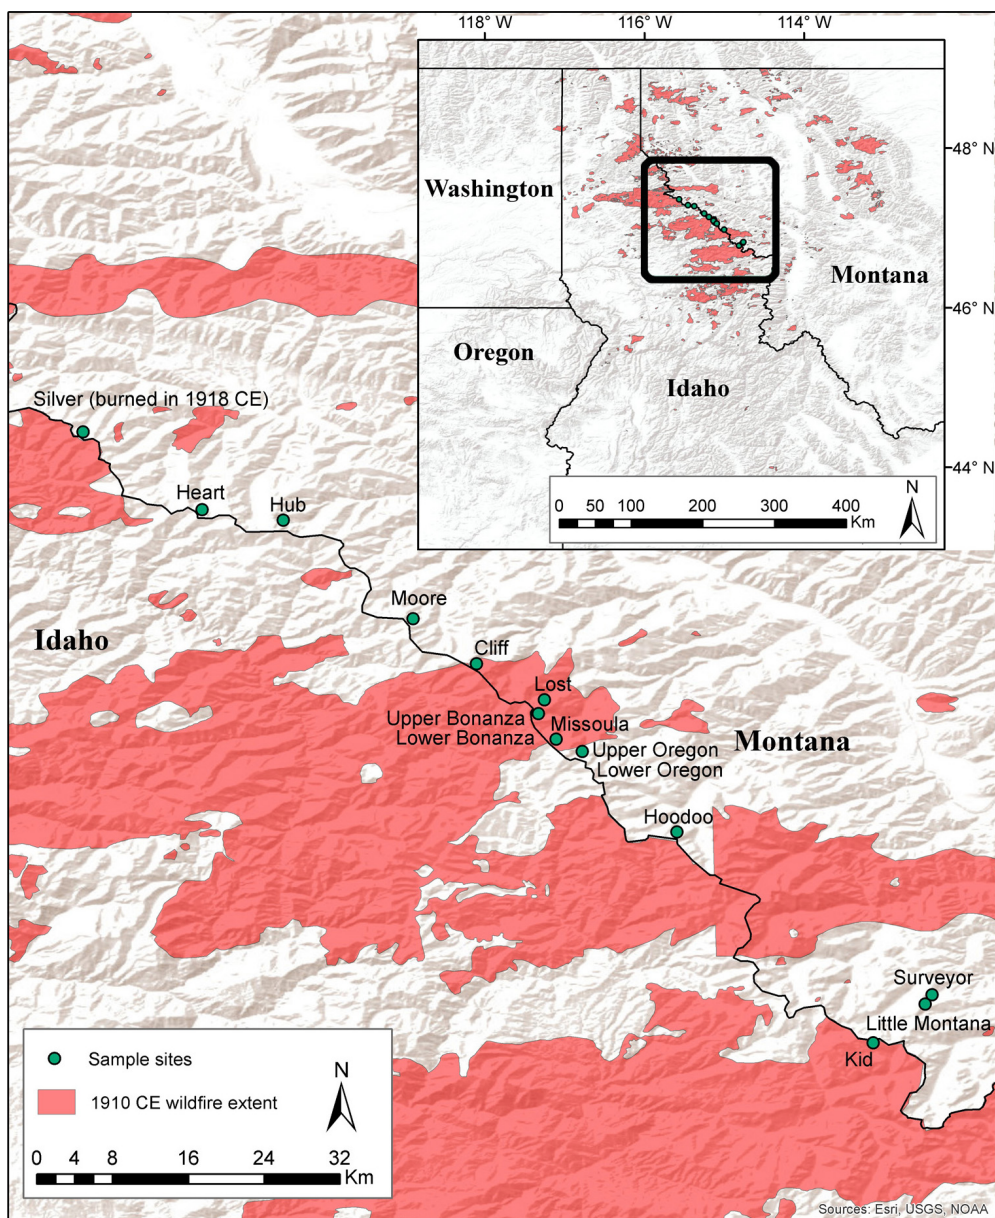 118° W
116° W
114° W
48° N
46° N
44° N
Washington
Montana
Oregon
Idaho
N
0 50 100 200 300 400
Km
Silver (burned in 1918 CE)
Heart
Hub
Moore
Idaho
Cliff
Lost
Upper Bonanza
Lower Bonanza
Missoula
Upper Oregon
Lower Oregon
Montana
Hoodoo
Surveyor
Little Montana
Kid
Sample sites
1910 CE wildfire extent
N
0 4 8 16 24 32
Km
Sources: Esri, USGS, NOAA